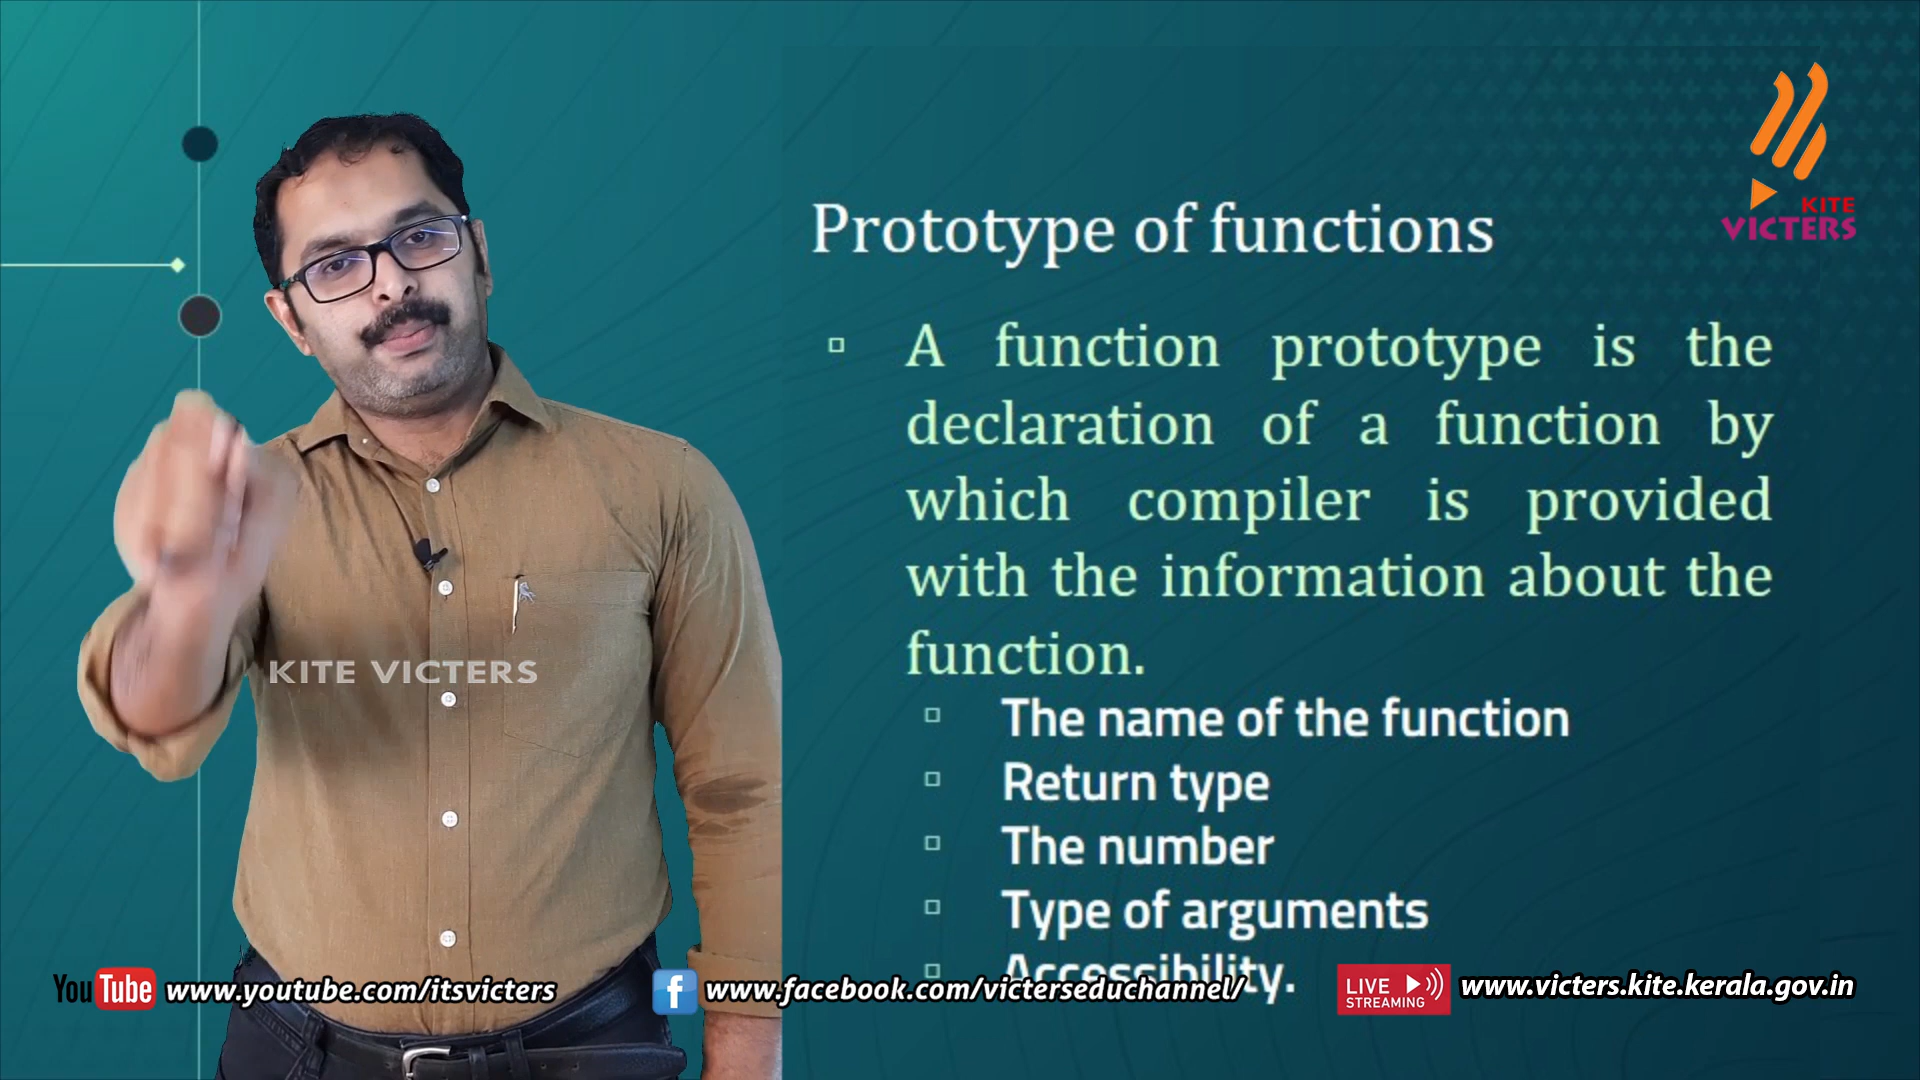 KITE
VICTERS
Prototype of functions
A function prototype is the
declaration of a function by
which compiler is provided
with the information about the
function.
The name of the function
Return type
The number
Type of arguments
Accessibility.
KITE VICTERS
YouTube www.youtube.com/itsvicters
f www.facebook.com/victerseduchannel/
LIVE STREAMING www.victers.kite.kerala.gov.in